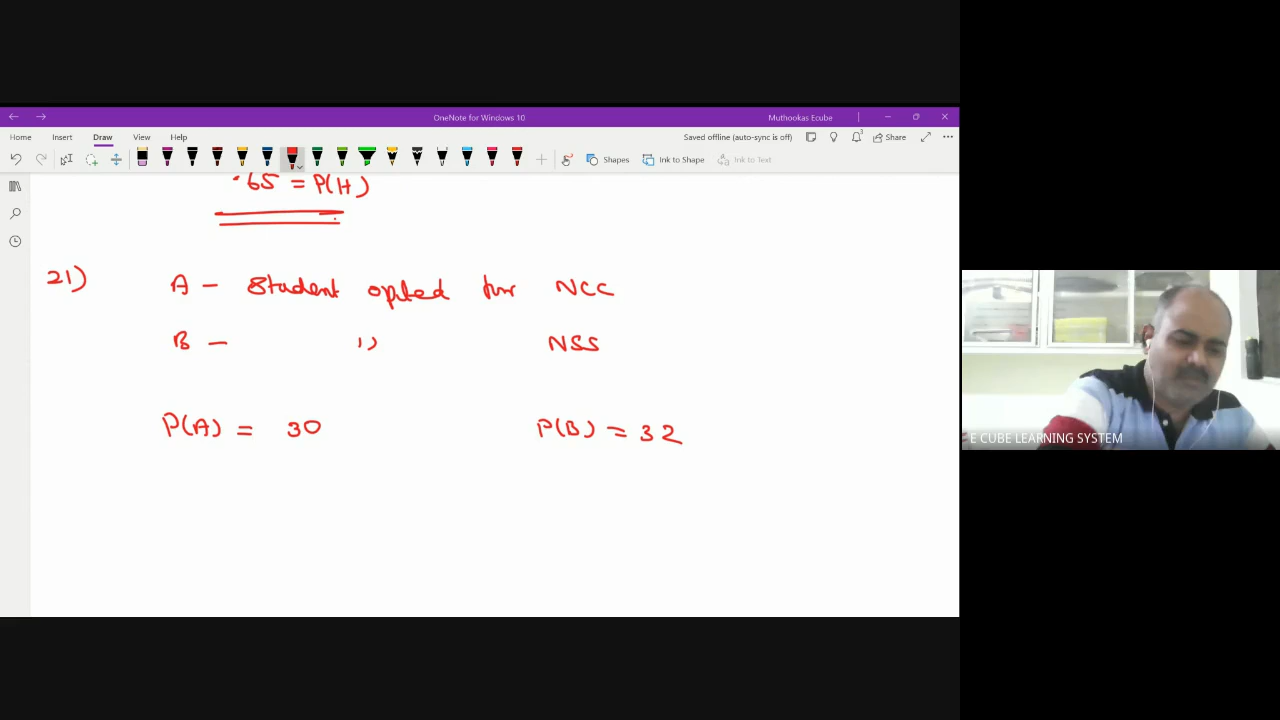 OneNote for Windows 10
Muthookas Ecube
Home Insert Draw View Help
Saved offline (auto-sync is off)
3
Share
Shapes
Ink to Shape
Ink to Text
.65 = P(H)
21) A - Student opted for NCC
B - " NSS
P(A) = 30 P(B) = 32
E CUBE LEARNING SYSTEM